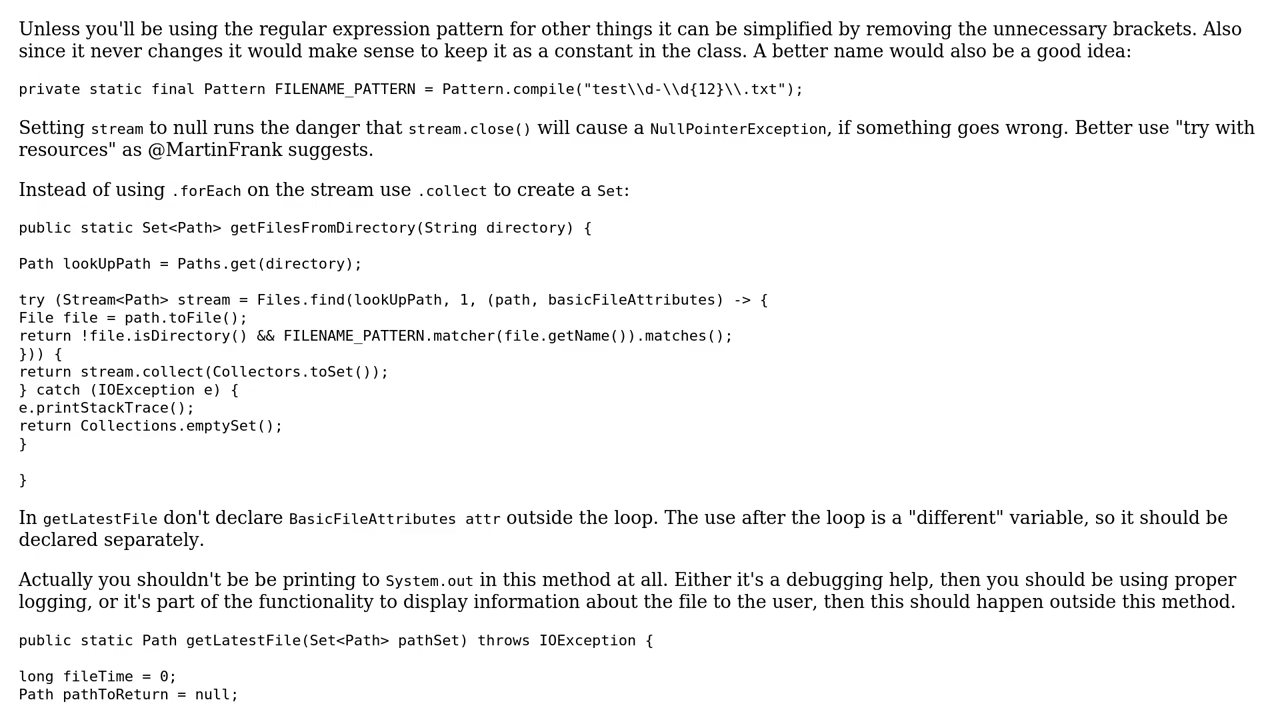 Unless you'll be using the regular expression pattern for other things it can be simplified by removing the unnecessary brackets. Also
since it never changes it would make sense to keep it as a constant in the class. A better name would also be a good idea:
private static final Pattern FILENAME_PATTERN = Pattern.compile("test\\d-\\d{12}\\.txt");
Setting stream to null runs the danger that stream.close() will cause a NullPointerException, if something goes wrong. Better use "try with
resources" as @MartinFrank suggests.
Instead of using .forEach on the stream use .collect to create a Set:
public static Set<Path> getFilesFromDirectory(String directory) {
Path lookUpPath = Paths.get(directory);
try (Stream<Path> stream = Files.find(lookUpPath, 1, (path, basicFileAttributes) -> {
File file = path.toFile();
return !file.isDirectory() && FILENAME_PATTERN.matcher(file.getName()).matches();
})) {
return stream.collect(Collectors.toSet());
} catch (IOException e) {
e.printStackTrace();
return Collections.emptySet();
}
}
In getLatestFile don't declare BasicFileAttributes attr outside the loop. The use after the loop is a "different" variable, so it should be
declared separately.
Actually you shouldn't be be printing to System.out in this method at all. Either it's a debugging help, then you should be using proper
logging, or it's part of the functionality to display information about the file to the user, then this should happen outside this method.
public static Path getLatestFile(Set<Path> pathSet) throws IOException {
long fileTime = 0;
Path pathToReturn = null;